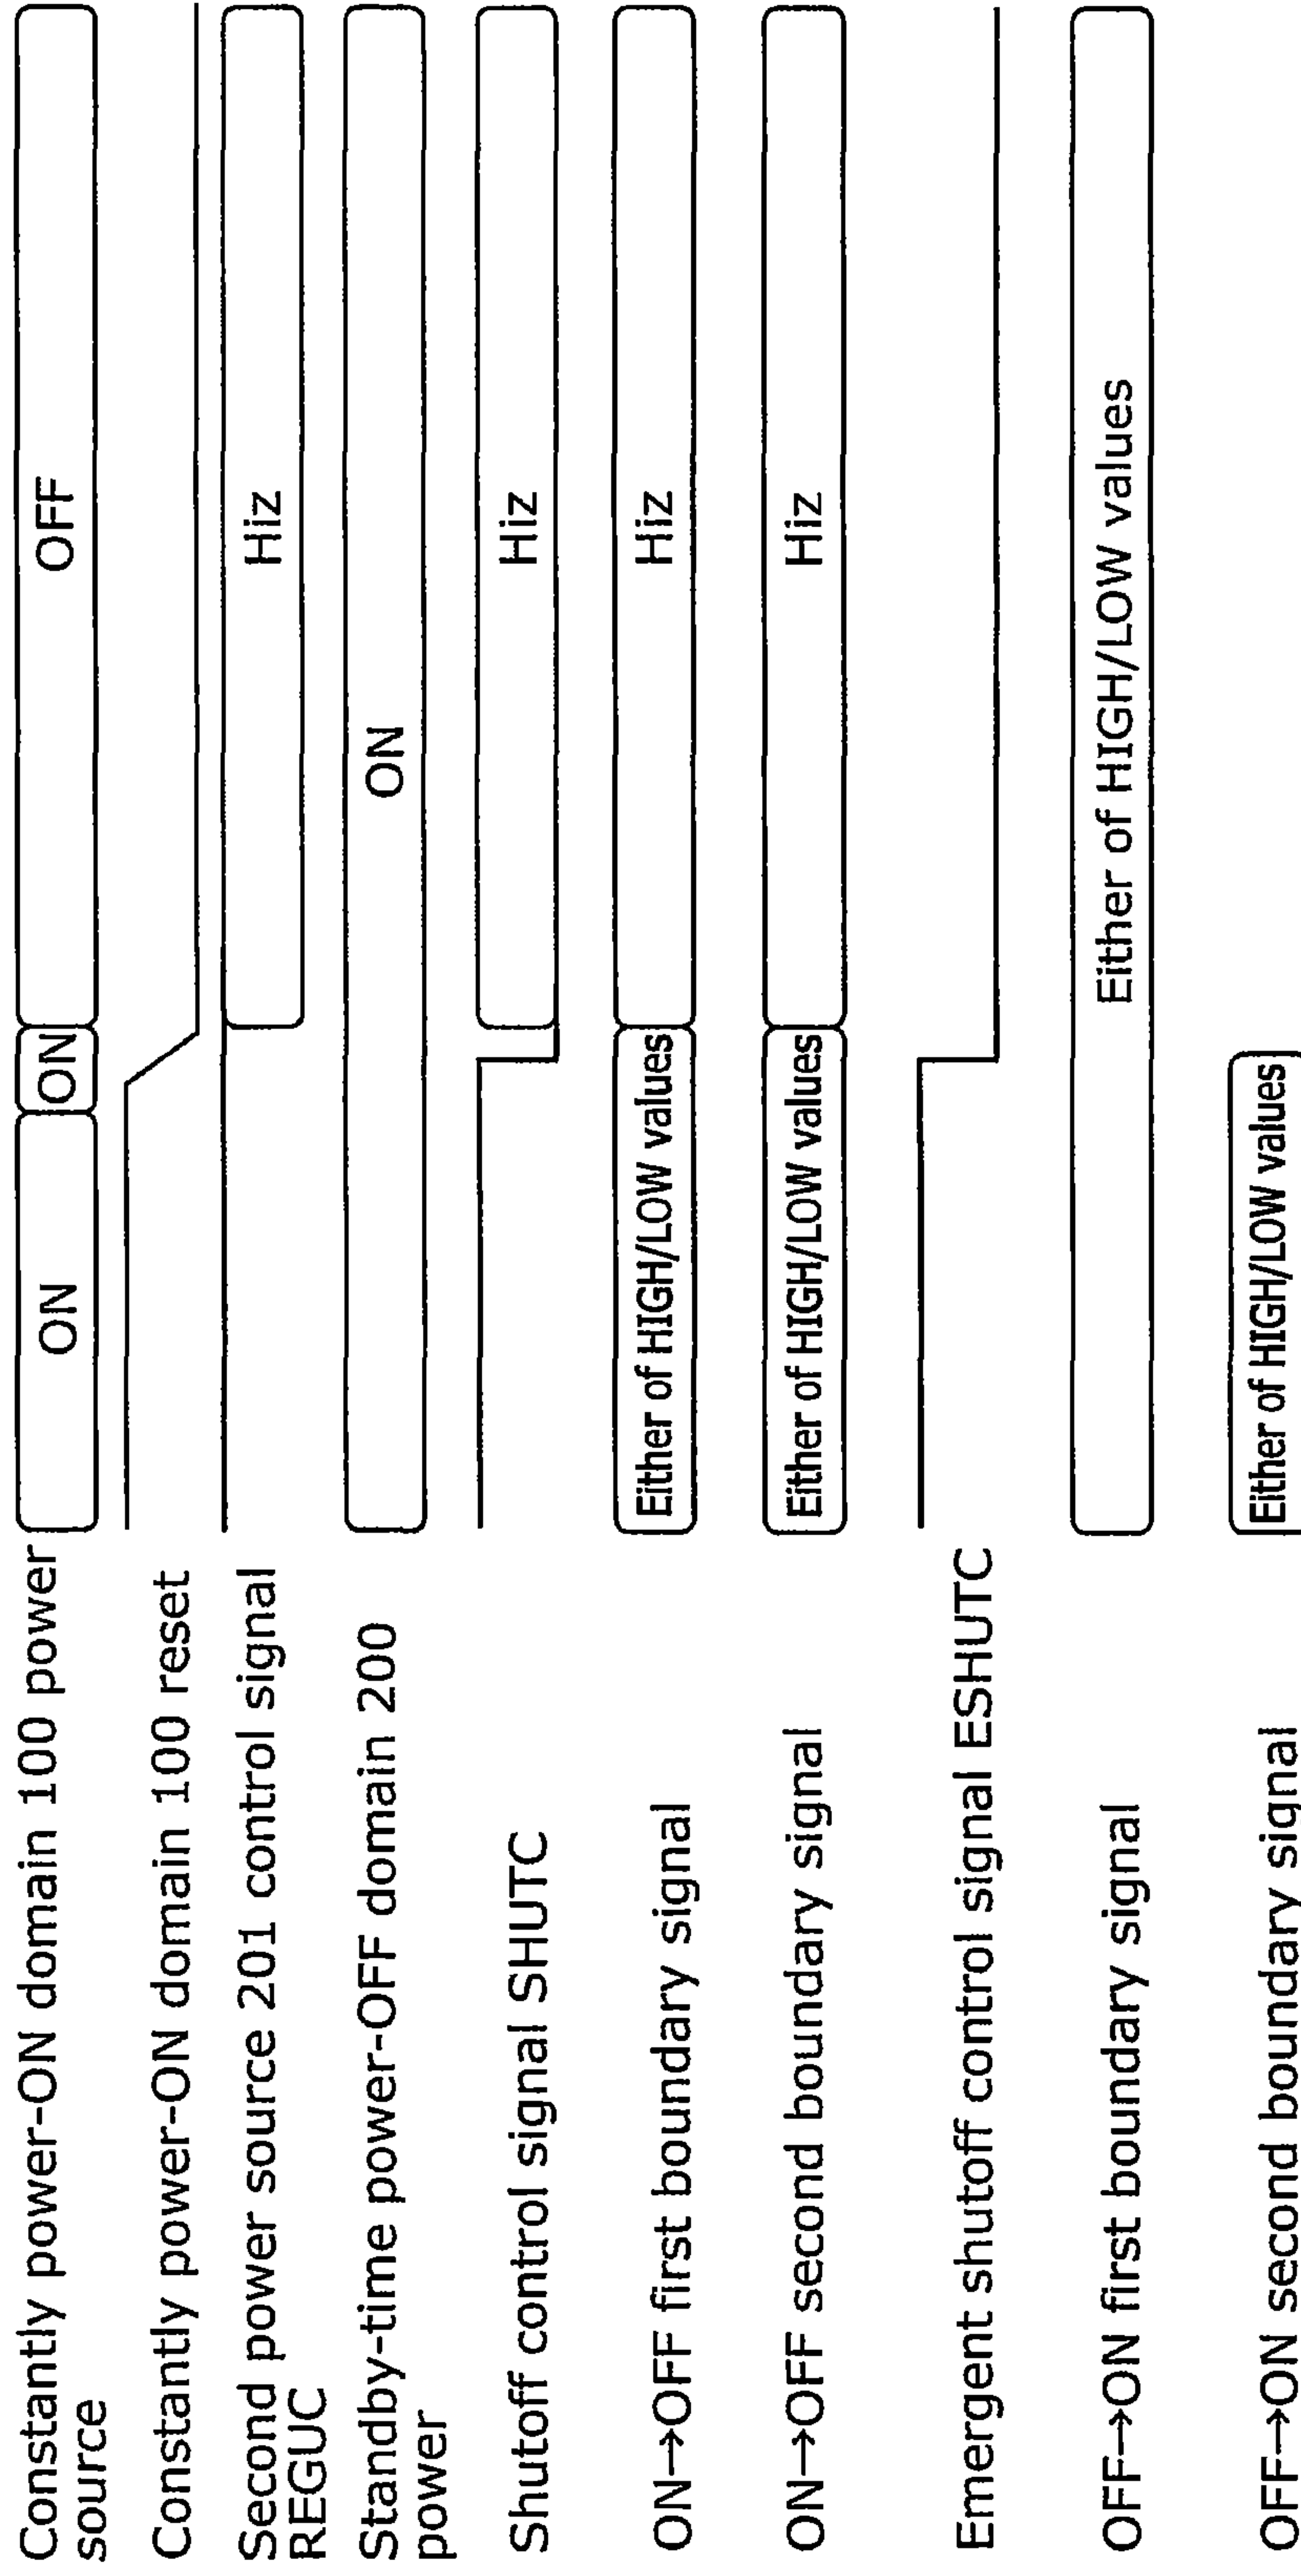 Constantly power-ON domain 100 power
source
ON
ON
OFF
Constantly power-ON domain 100 reset
Second power source 201 control signal
REGUC
Hiz
Standby-time power-OFF domain 200
power
ON
Shutoff control signal SHUTC
Hiz
ON→OFF first boundary signal
Either of HIGH/LOW values
Hiz
ON→OFF second boundary signal
Either of HIGH/LOW values
Hiz
Emergent shutoff control signal ESHUTC
OFF→ON first boundary signal
Either of HIGH/LOW values
OFF→ON second boundary signal
Either of HIGH/LOW values